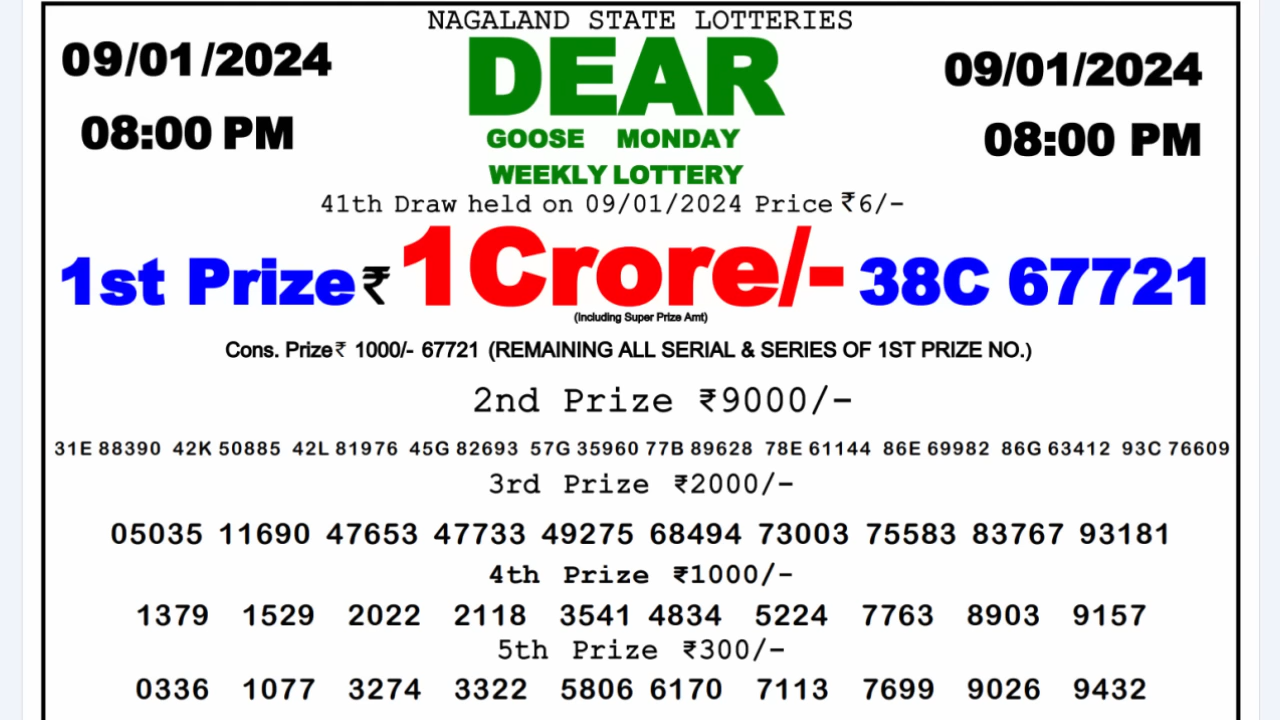 NAGALAND STATE LOTTERIES
09/01/2024 DEAR 09/01/2024
08:00 PM GOOSE MONDAY 08:00 PM
WEEKLY LOTTERY
41th Draw held on 09/01/2024 Price ₹6/-
1st Prize ₹ 1Crore/- 38C 67721
(Including Super Prize Amt)
Cons. Prize₹ 1000/- 67721 (REMAINING ALL SERIAL & SERIES OF 1ST PRIZE NO.)
2nd Prize ₹9000/-
31E 88390 42K 50885 42L 81976 45G 82693 57G 35960 77B 89628 78E 61144 86E 69982 86G 63412 93C 76609
3rd Prize ₹2000/-
05035 11690 47653 47733 49275 68494 73003 75583 83767 93181
4th Prize ₹1000/-
1379 1529 2022 2118 3541 4834 5224 7763 8903 9157
5th Prize ₹300/-
0336 1077 3274 3322 5806 6170 7113 7699 9026 9432